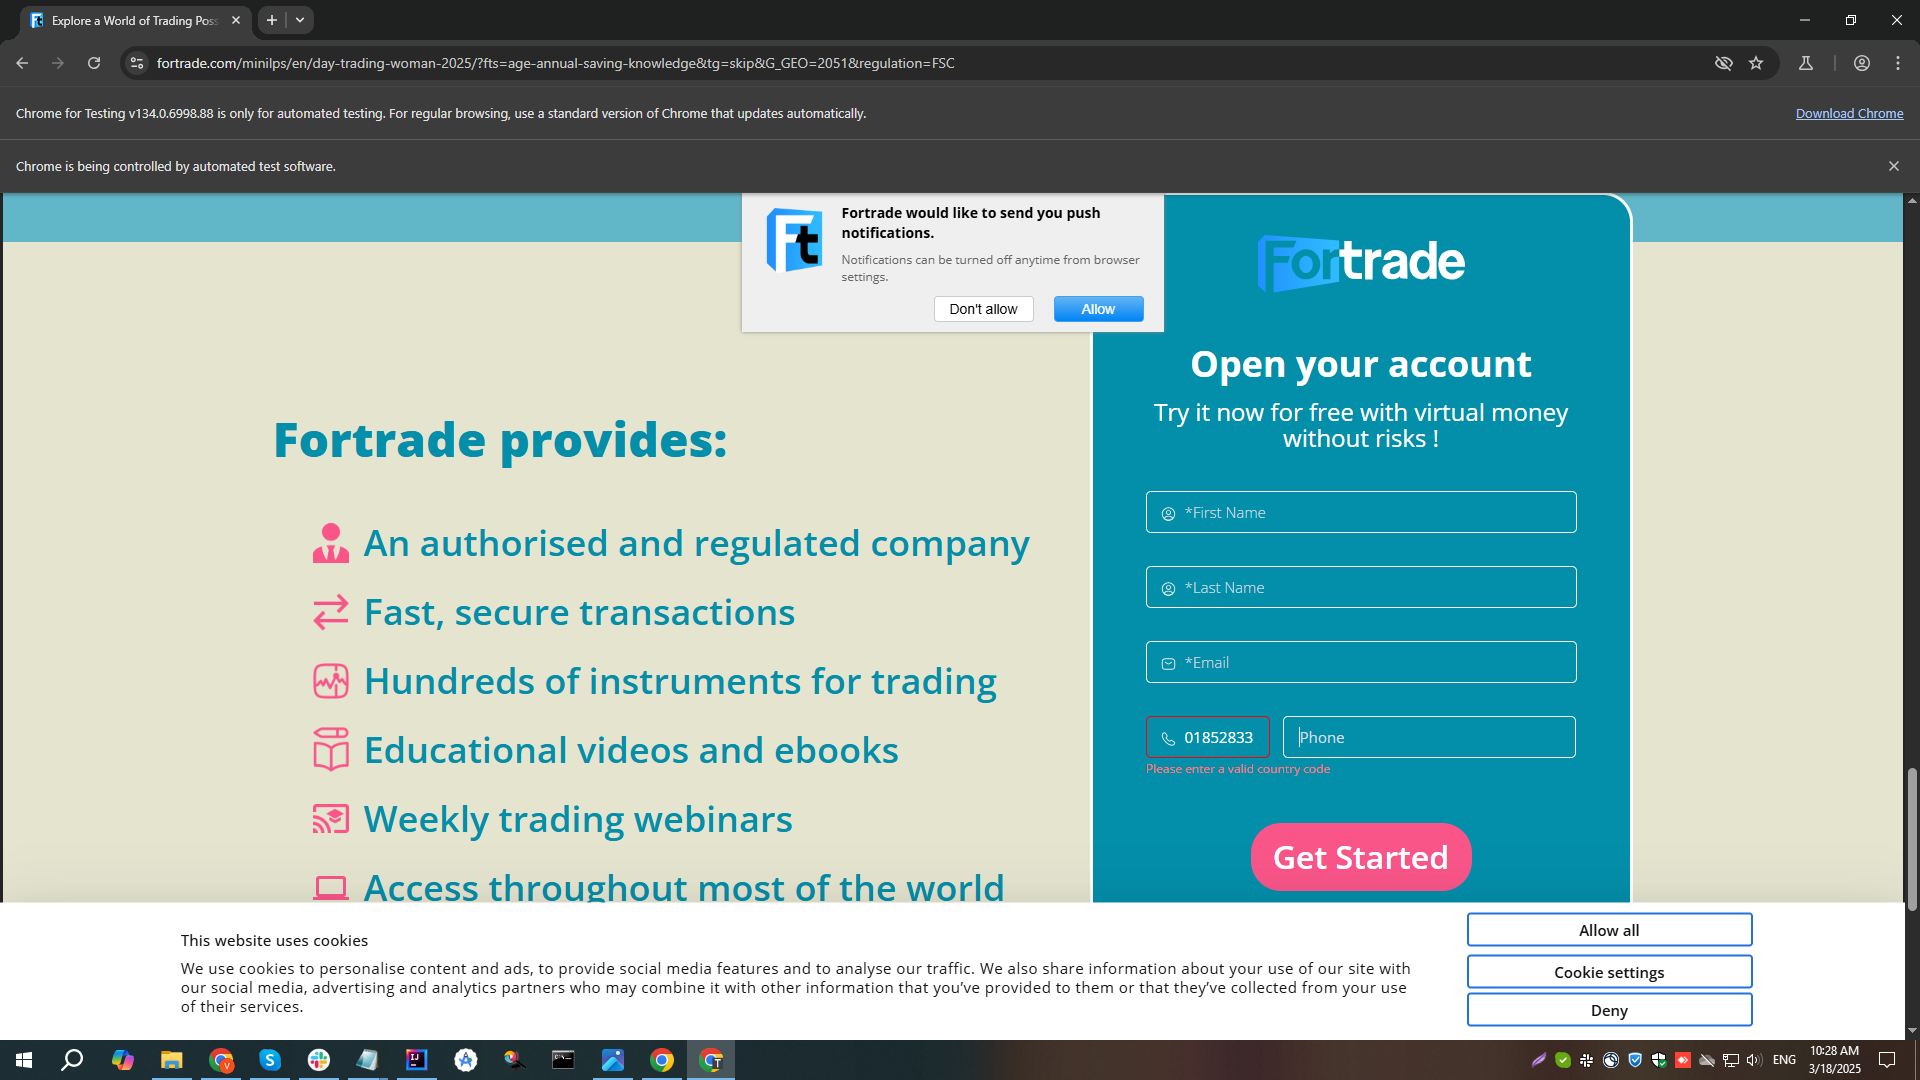 Explore a World of Trading Poss
fortrade.com/minilps/en/day-trading-woman-2025/?fts=age-annual-saving-knowledge&tg=skip&G_GEO=2051&regulation=FSC
Chrome for Testing v134.0.6998.88 is only for automated testing. For regular browsing, use a standard version of Chrome that updates automatically.
Download Chrome
Chrome is being controlled by automated test software.
Ft
Fortrade would like to send you push
notifications.
Notifications can be turned off anytime from browser
settings.
Don't allow
Allow
Fortrade
Open your account
Try it now for free with virtual money
without risks !
*First Name
*Last Name
*Email
01852833
Phone
Please enter a valid country code
Get Started
Fortrade provides:
An authorised and regulated company
Fast, secure transactions
Hundreds of instruments for trading
Educational videos and ebooks
Weekly trading webinars
Access throughout most of the world
This website uses cookies
We use cookies to personalise content and ads, to provide social media features and to analyse our traffic. We also share information about your use of our site with
our social media, advertising and analytics partners who may combine it with other information that you've provided to them or that they've collected from your use
of their services.
Allow all
Cookie settings
Deny
ENG
10:28 AM
3/18/2025